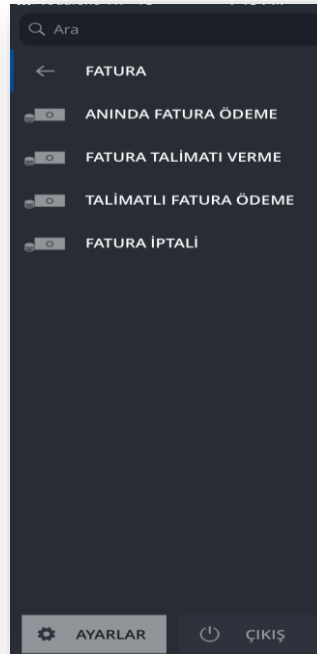 Ara
FATURA
ANINDA FATURA ÖDEME
FATURA TALİMATI VERME
TALİMATLI FATURA ÖDEME
FATURA İPTALİ
AYARLAR
ÇIKIŞ